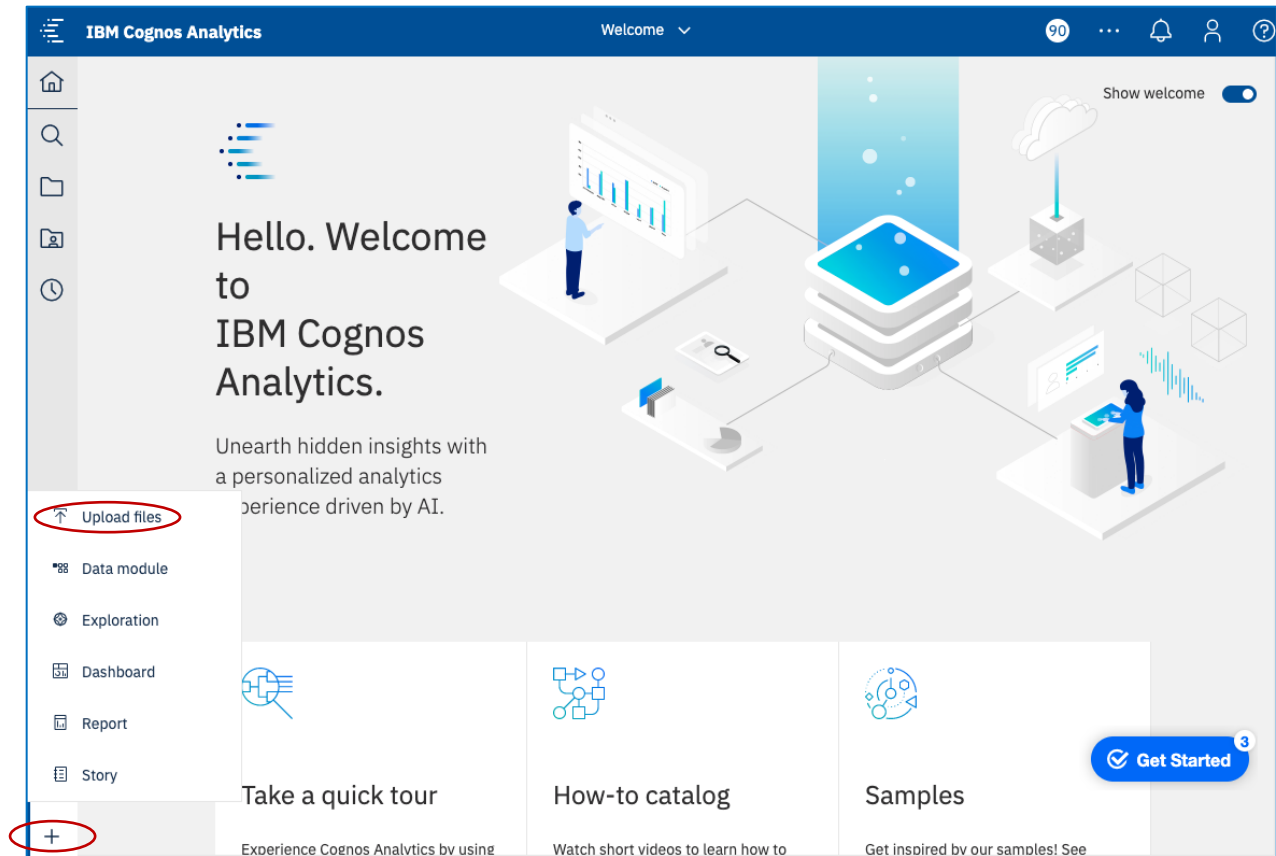 IBM Cognos Analytics
Welcome
90
Show welcome
Hello. Welcome
to
IBM Cognos
Analytics.
Unearth hidden insights with
a personalized analytics
perience driven by AI.
Upload files
Data module
Exploration
Dashboard
Report
Story
3
Get Started
Take a quick tour
How-to catalog
Samples
Experience Cognos Analytics by using
Watch short videos to learn how to
Get inspired by our samples! See